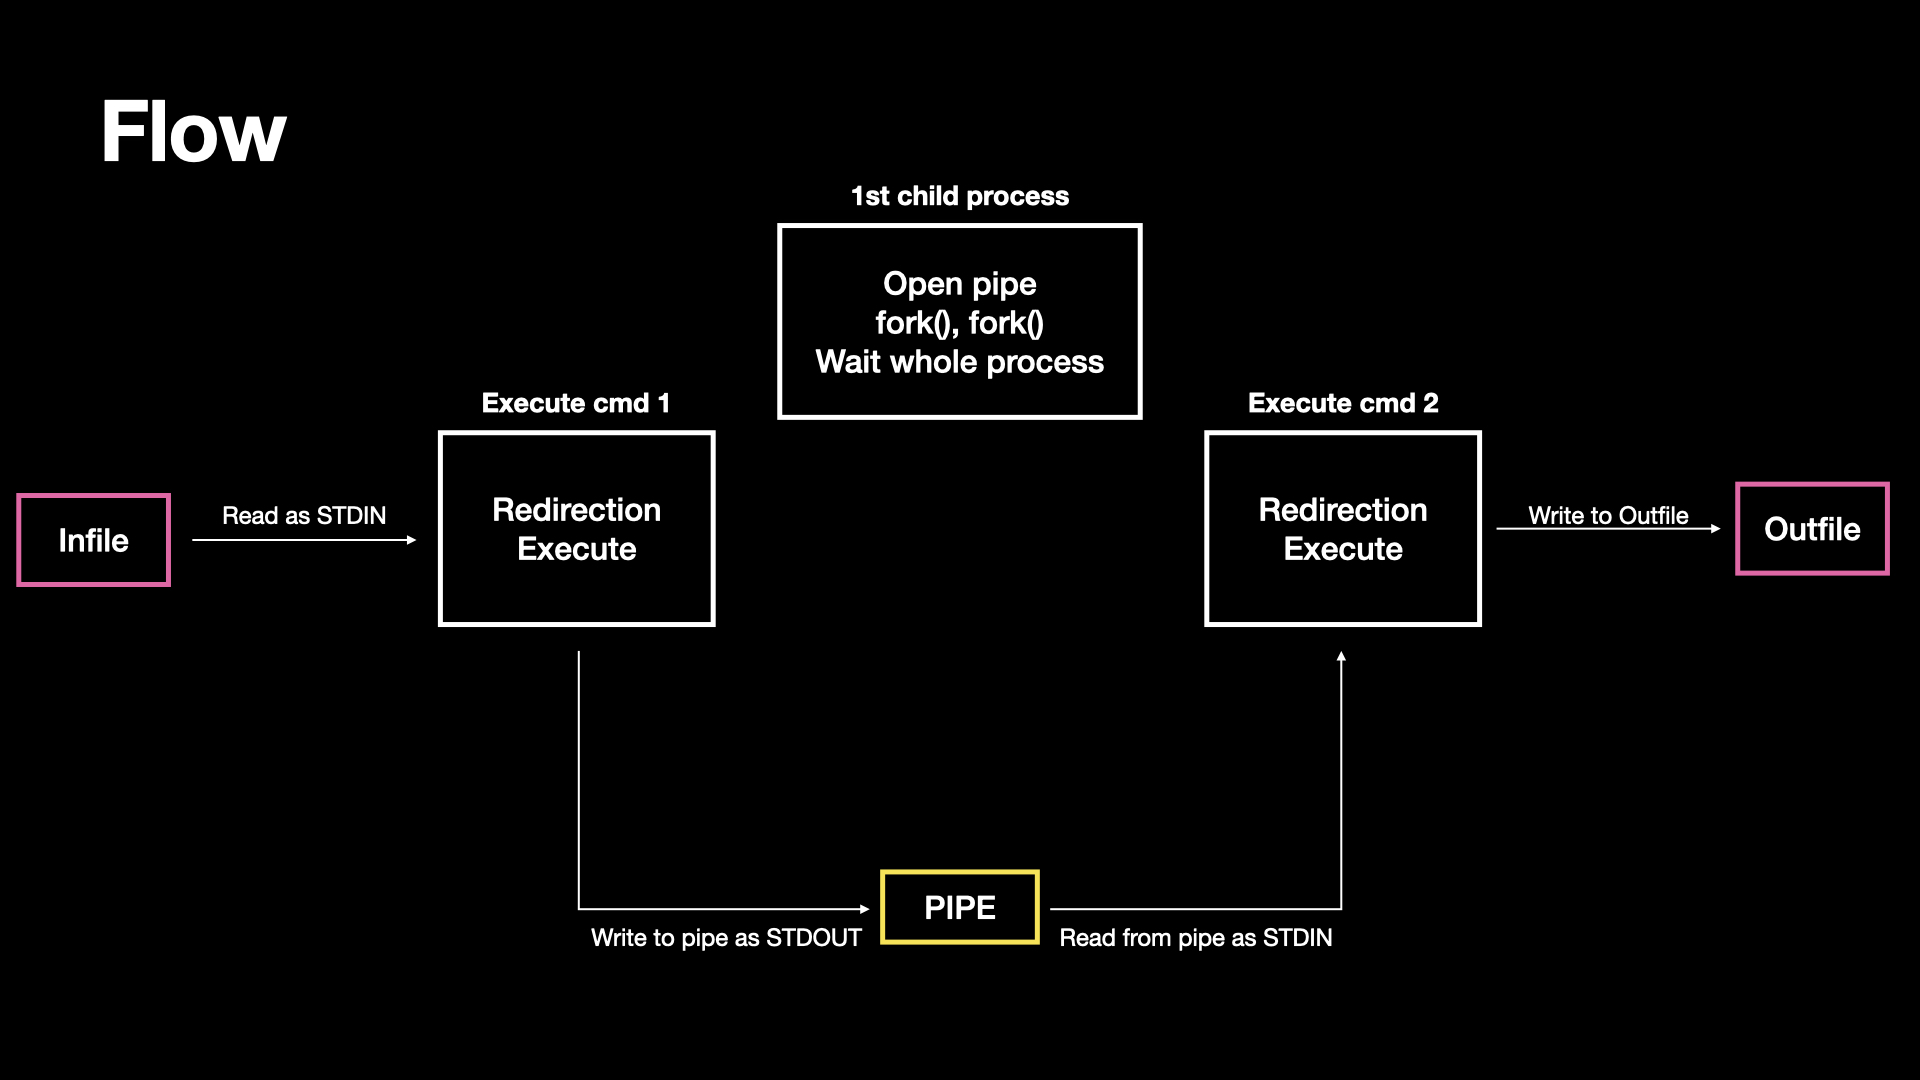 Flow
1st child process
Open pipe
fork(), fork()
Wait whole process
Execute cmd 1
Redirection
Execute
Execute cmd 2
Redirection
Execute
Infile
Read as STDIN
Write to Outfile
Outfile
PIPE
Write to pipe as STDOUT
Read from pipe as STDIN